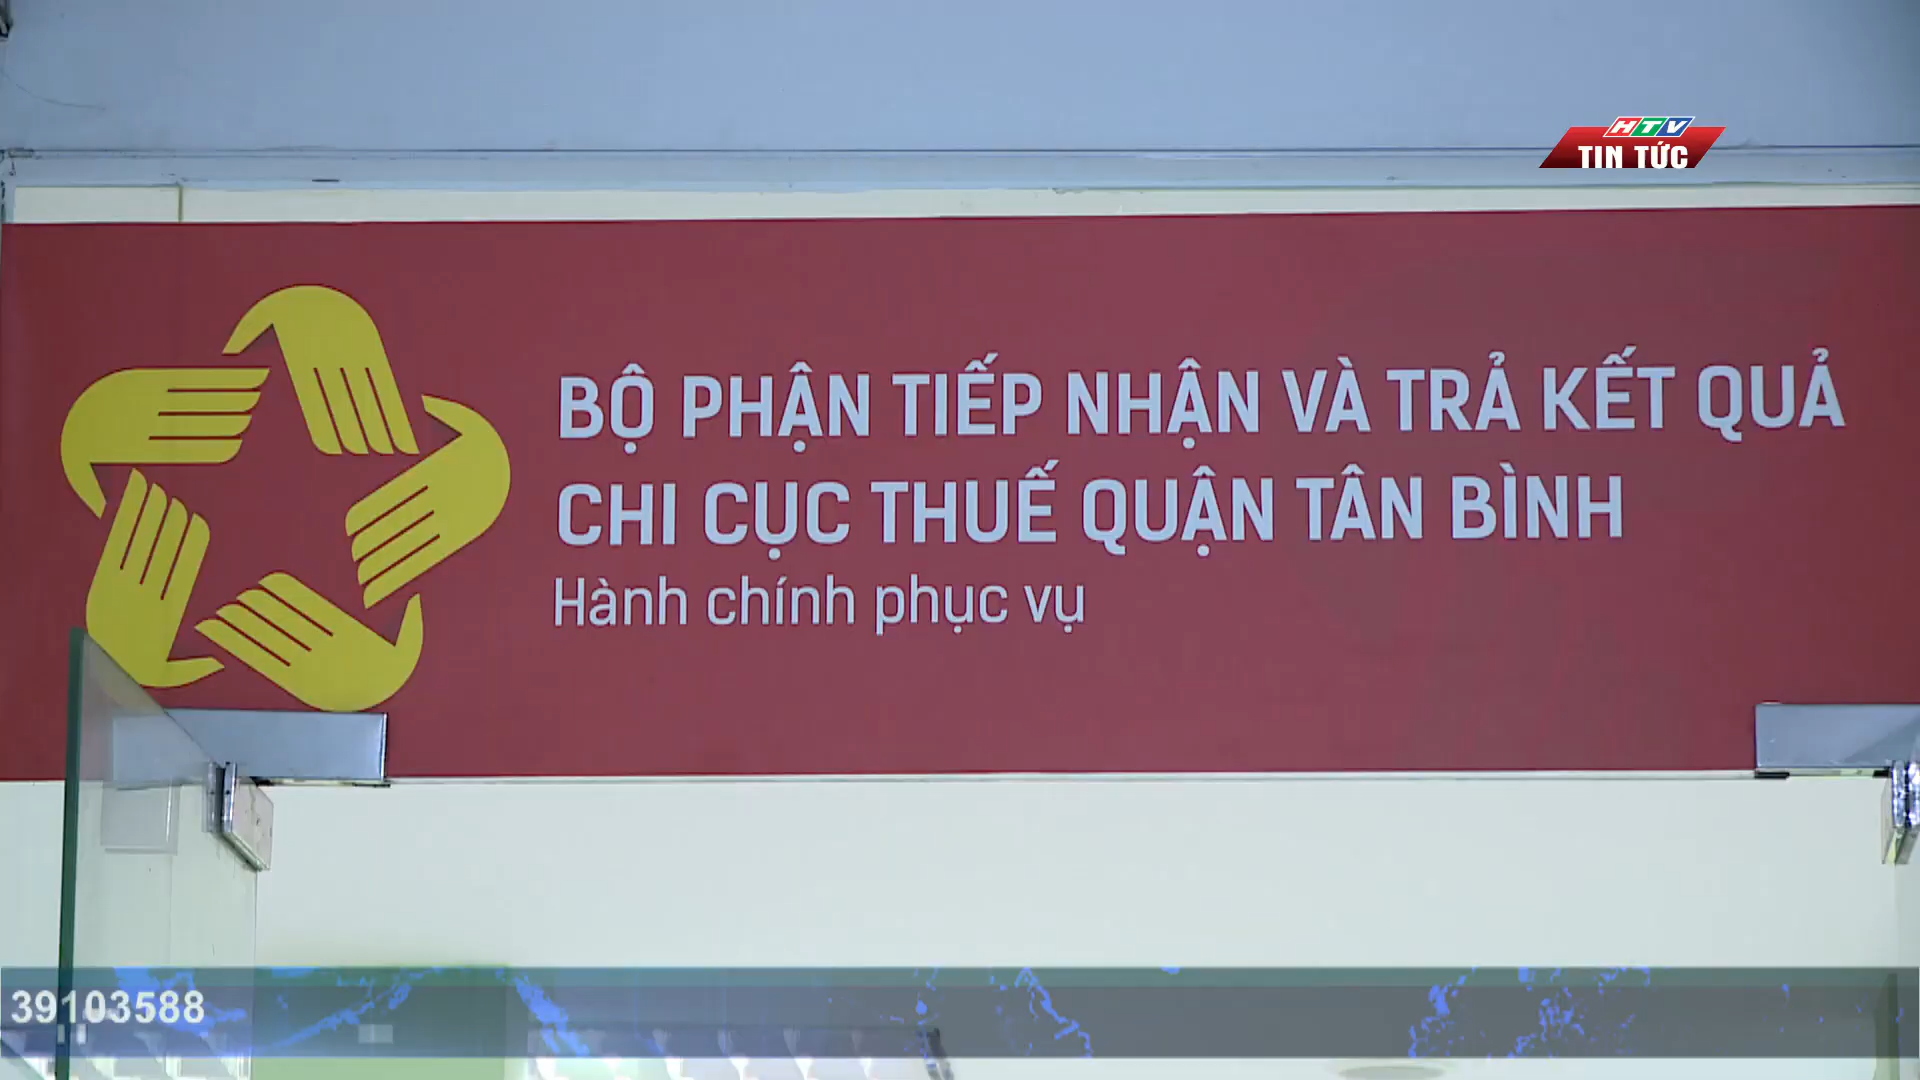 HTV
TIN TỨC
BỘ PHẬN TIẾP NHẬN VÀ TRẢ KẾT QUẢ
CHI CỤC THUẾ QUẬN TÂN BÌNH
Hành chính phục vụ
39103588